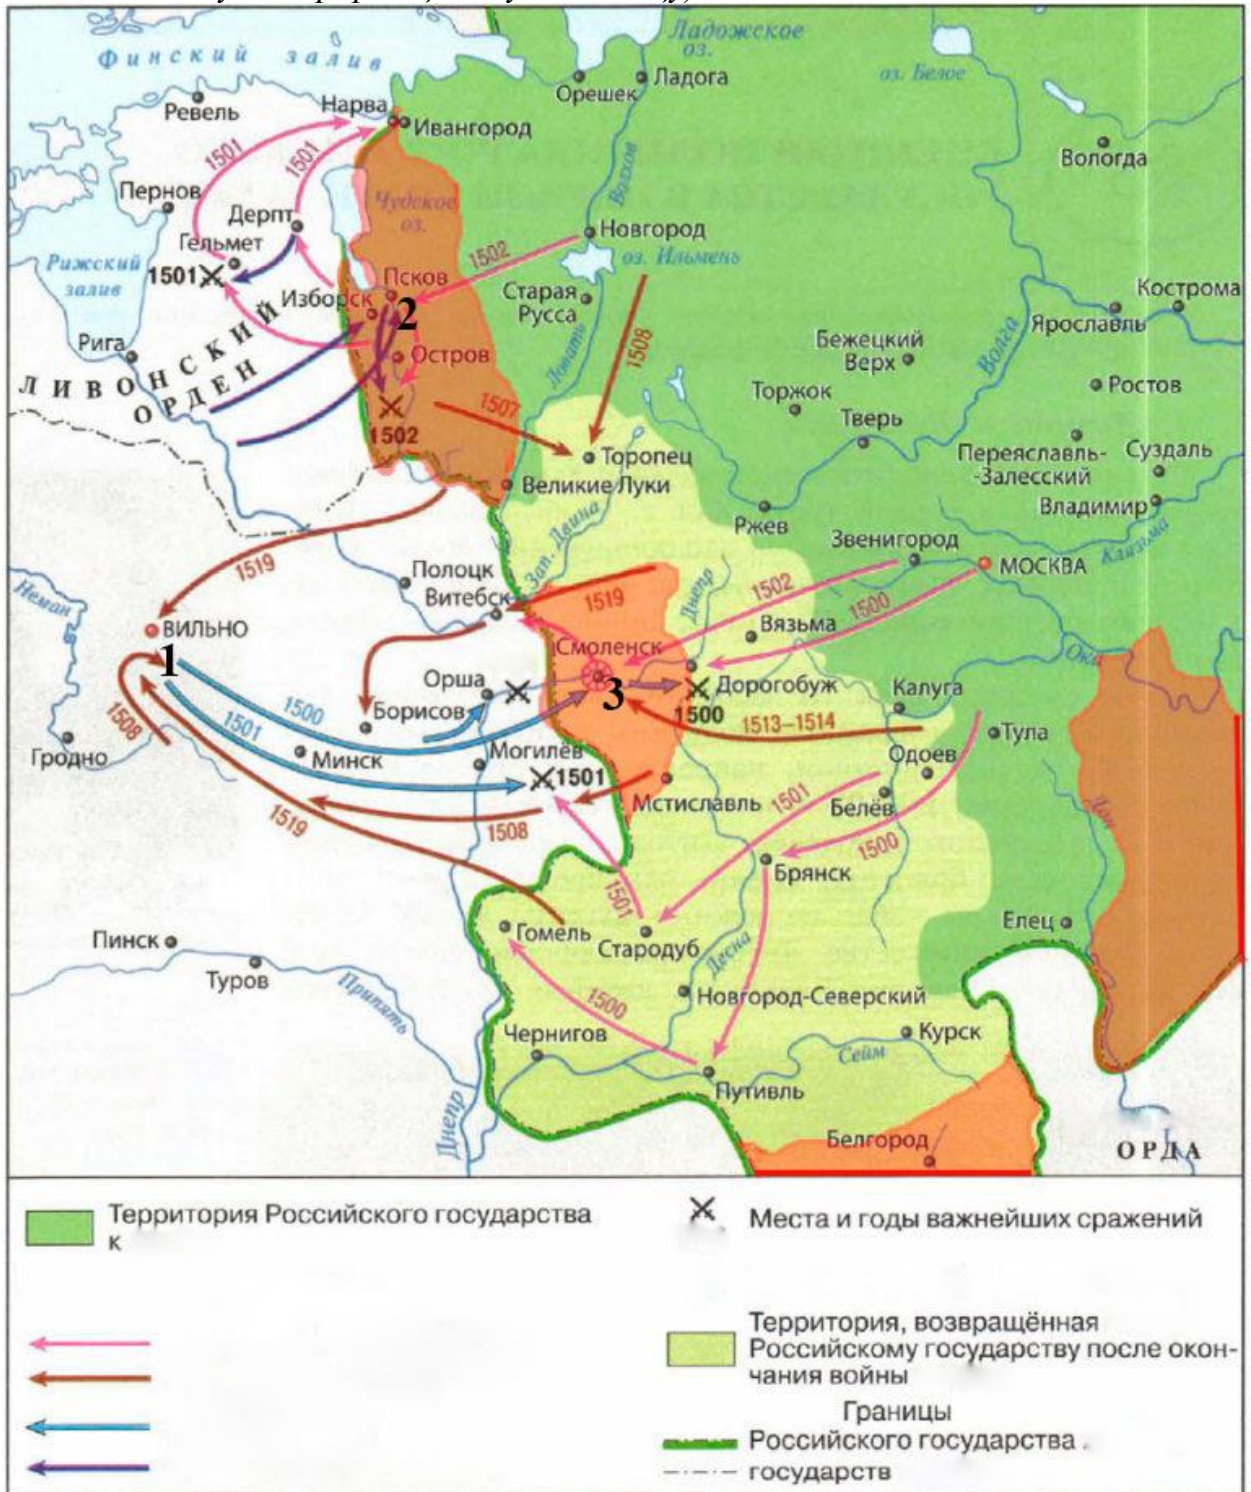 Финский залив
Ладожское
оз.
оз. Белое
Орешек
Ладога
Ревель
Нарва
Ивангород
Вологда
1501
1501
Волхов
Пернов
Дерпт
Чудское
оз.
Гельмет
Новгород
1502
оз. Ильмень
Рижский
залив
1501
Псков
Изборск
2
Старая
Русса
Кострома
Ярославль
Рига
ЛИВОНСКИЙ
ОРДЕН
Остров
Ловать
1508
Бежецкий
Верх
Волга
Ростов
Торжок
Тверь
1507
1502
Торопец
Переяславль-
-Залесский
Суздаль
Великие Луки
Владимир
Ржев
Клязьма
Зап. Двина
Звенигород
МОСКВА
1519
Полоцк
Витебск
1519
Днепр
1502
1500
Неман
ВИЛЬНО
Вязьма
Смоленск
Ока
1
Орша
3
Дорогобуж
Калуга
1500
1501
Борисов
1500
1513–1514
Тула
1508
Гродно
Минск
Могилёв
1501
Одоев
Мстиславль
1501
Белёв
Дон
1519
1508
1500
Брянск
1501
Гомель
Стародуб
Елец
Пинск
Туров
Десна
Припять
1500
Новгород-Северский
Чернигов
Курск
Сейм
Путивль
Днепр
Белгород
ОРДА
Территория Российского государства
к
Места и годы важнейших сражений
Территория, возвращённая
Российскому государству после окон-
чания войны
Границы
Российского государства
государств